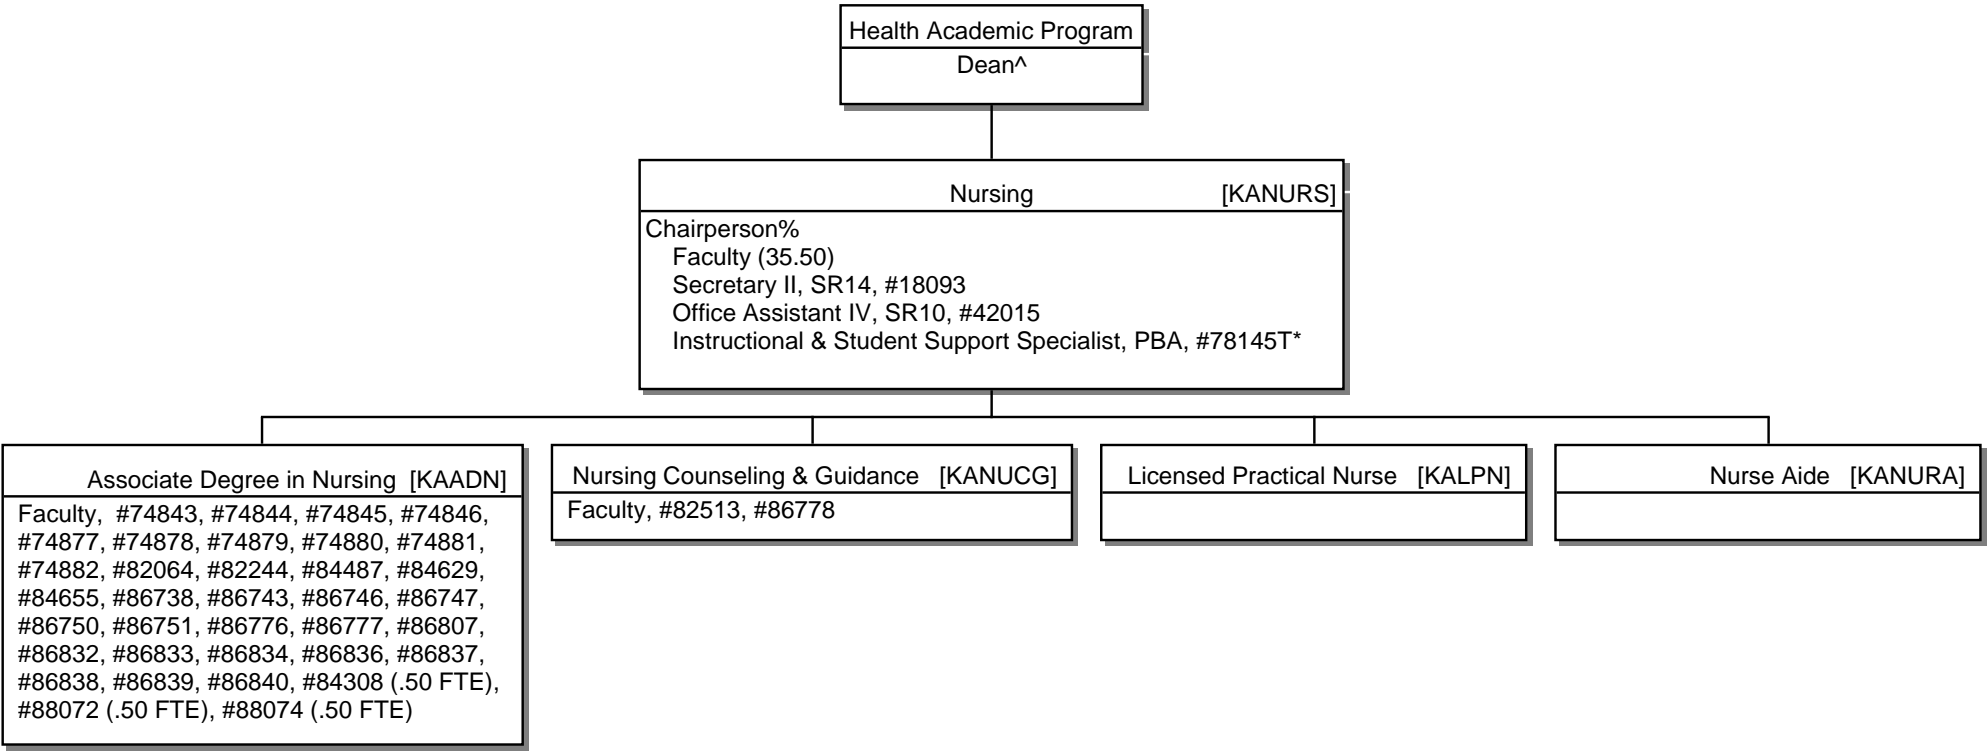 Health Academic Program
Dean^
Nursing [KANURS]
Chairperson%
Faculty (35.50)
Secretary II, SR14, #18093
Office Assistant IV, SR10, #42015
Instructional & Student Support Specialist, PBA, #78145T*
Associate Degree in Nursing [KAADN]
Faculty, #74843, #74844, #74845, #74846,
#74877, #74878, #74879, #74880, #74881,
#74882, #82064, #82244, #84487, #84629,
#84655, #86738, #86743, #86746, #86747,
#86750, #86751, #86776, #86777, #86807,
#86832, #86833, #86834, #86836, #86837,
#86838, #86839, #86840, #84308 (.50 FTE),
#88072 (.50 FTE), #88074 (.50 FTE)
Nursing Counseling & Guidance [KANUCG]
Faculty, #82513, #86778
Licensed Practical Nurse [KALPN]
Nurse Aide [KANURA]